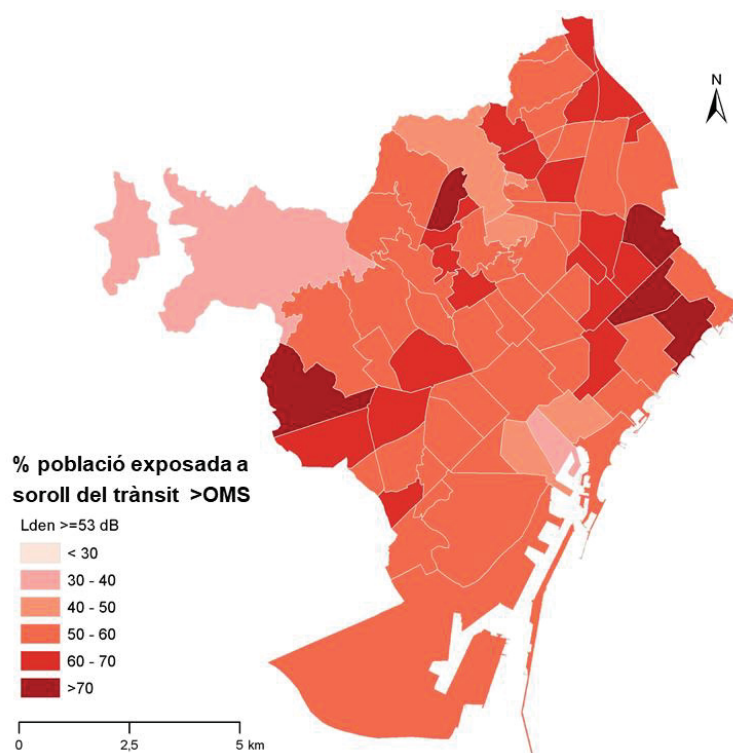 N
% població exposada a
soroll del trànsit >OMS
Lden >=53 dB
< 30
30 - 40
40 - 50
50 - 60
60 - 70
>70
0 2,5 5 km